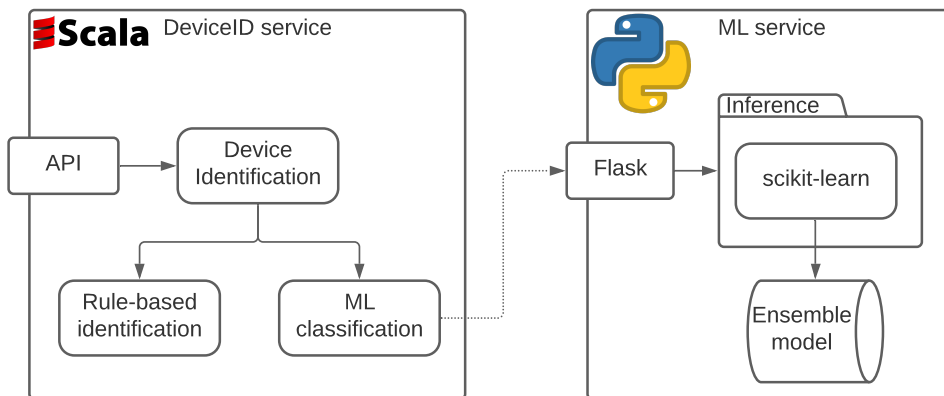 Scala
DeviceID service
API
Device
Identification
Rule-based
identification
ML
classification
ML service
Flask
Inference
scikit-learn
Ensemble
model